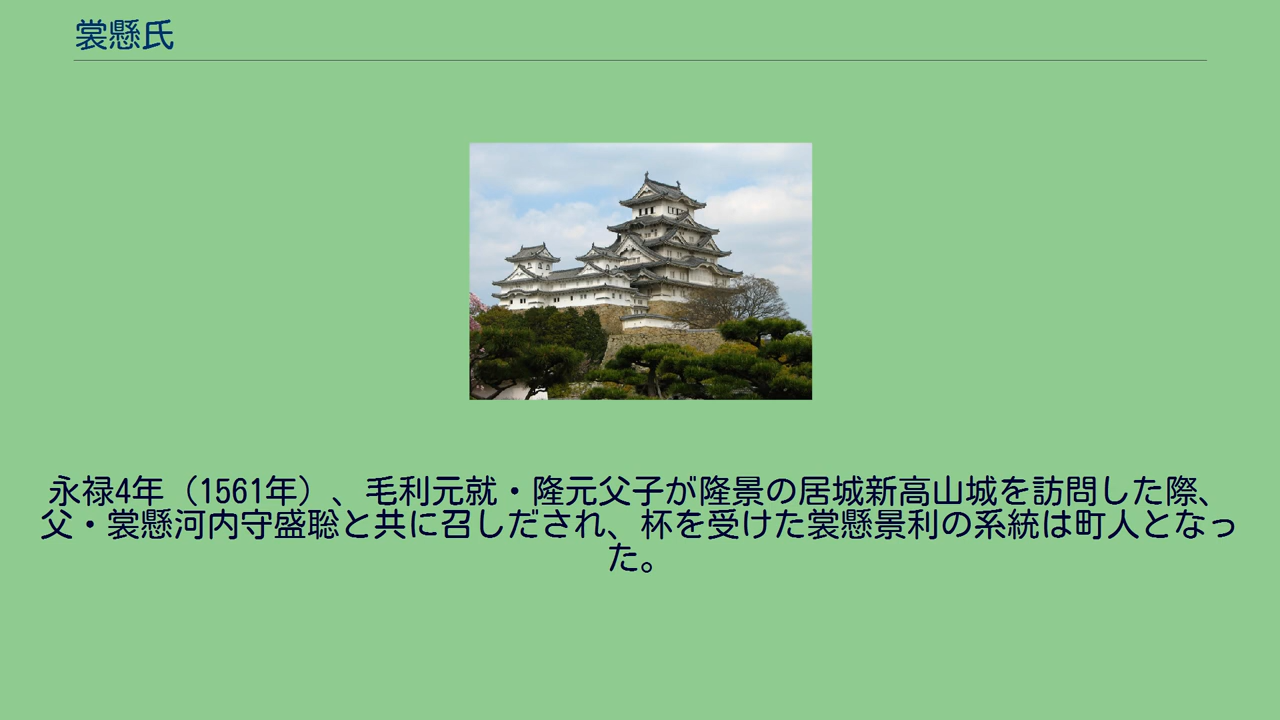 裳懸氏
永禄4年（1561年）、毛利元就・隆元父子が隆景の居城新高山城を訪問した際、
父・裳懸河内守盛聡と共に召しだされ、杯を受けた裳懸景利の系統は町人となっ
た。